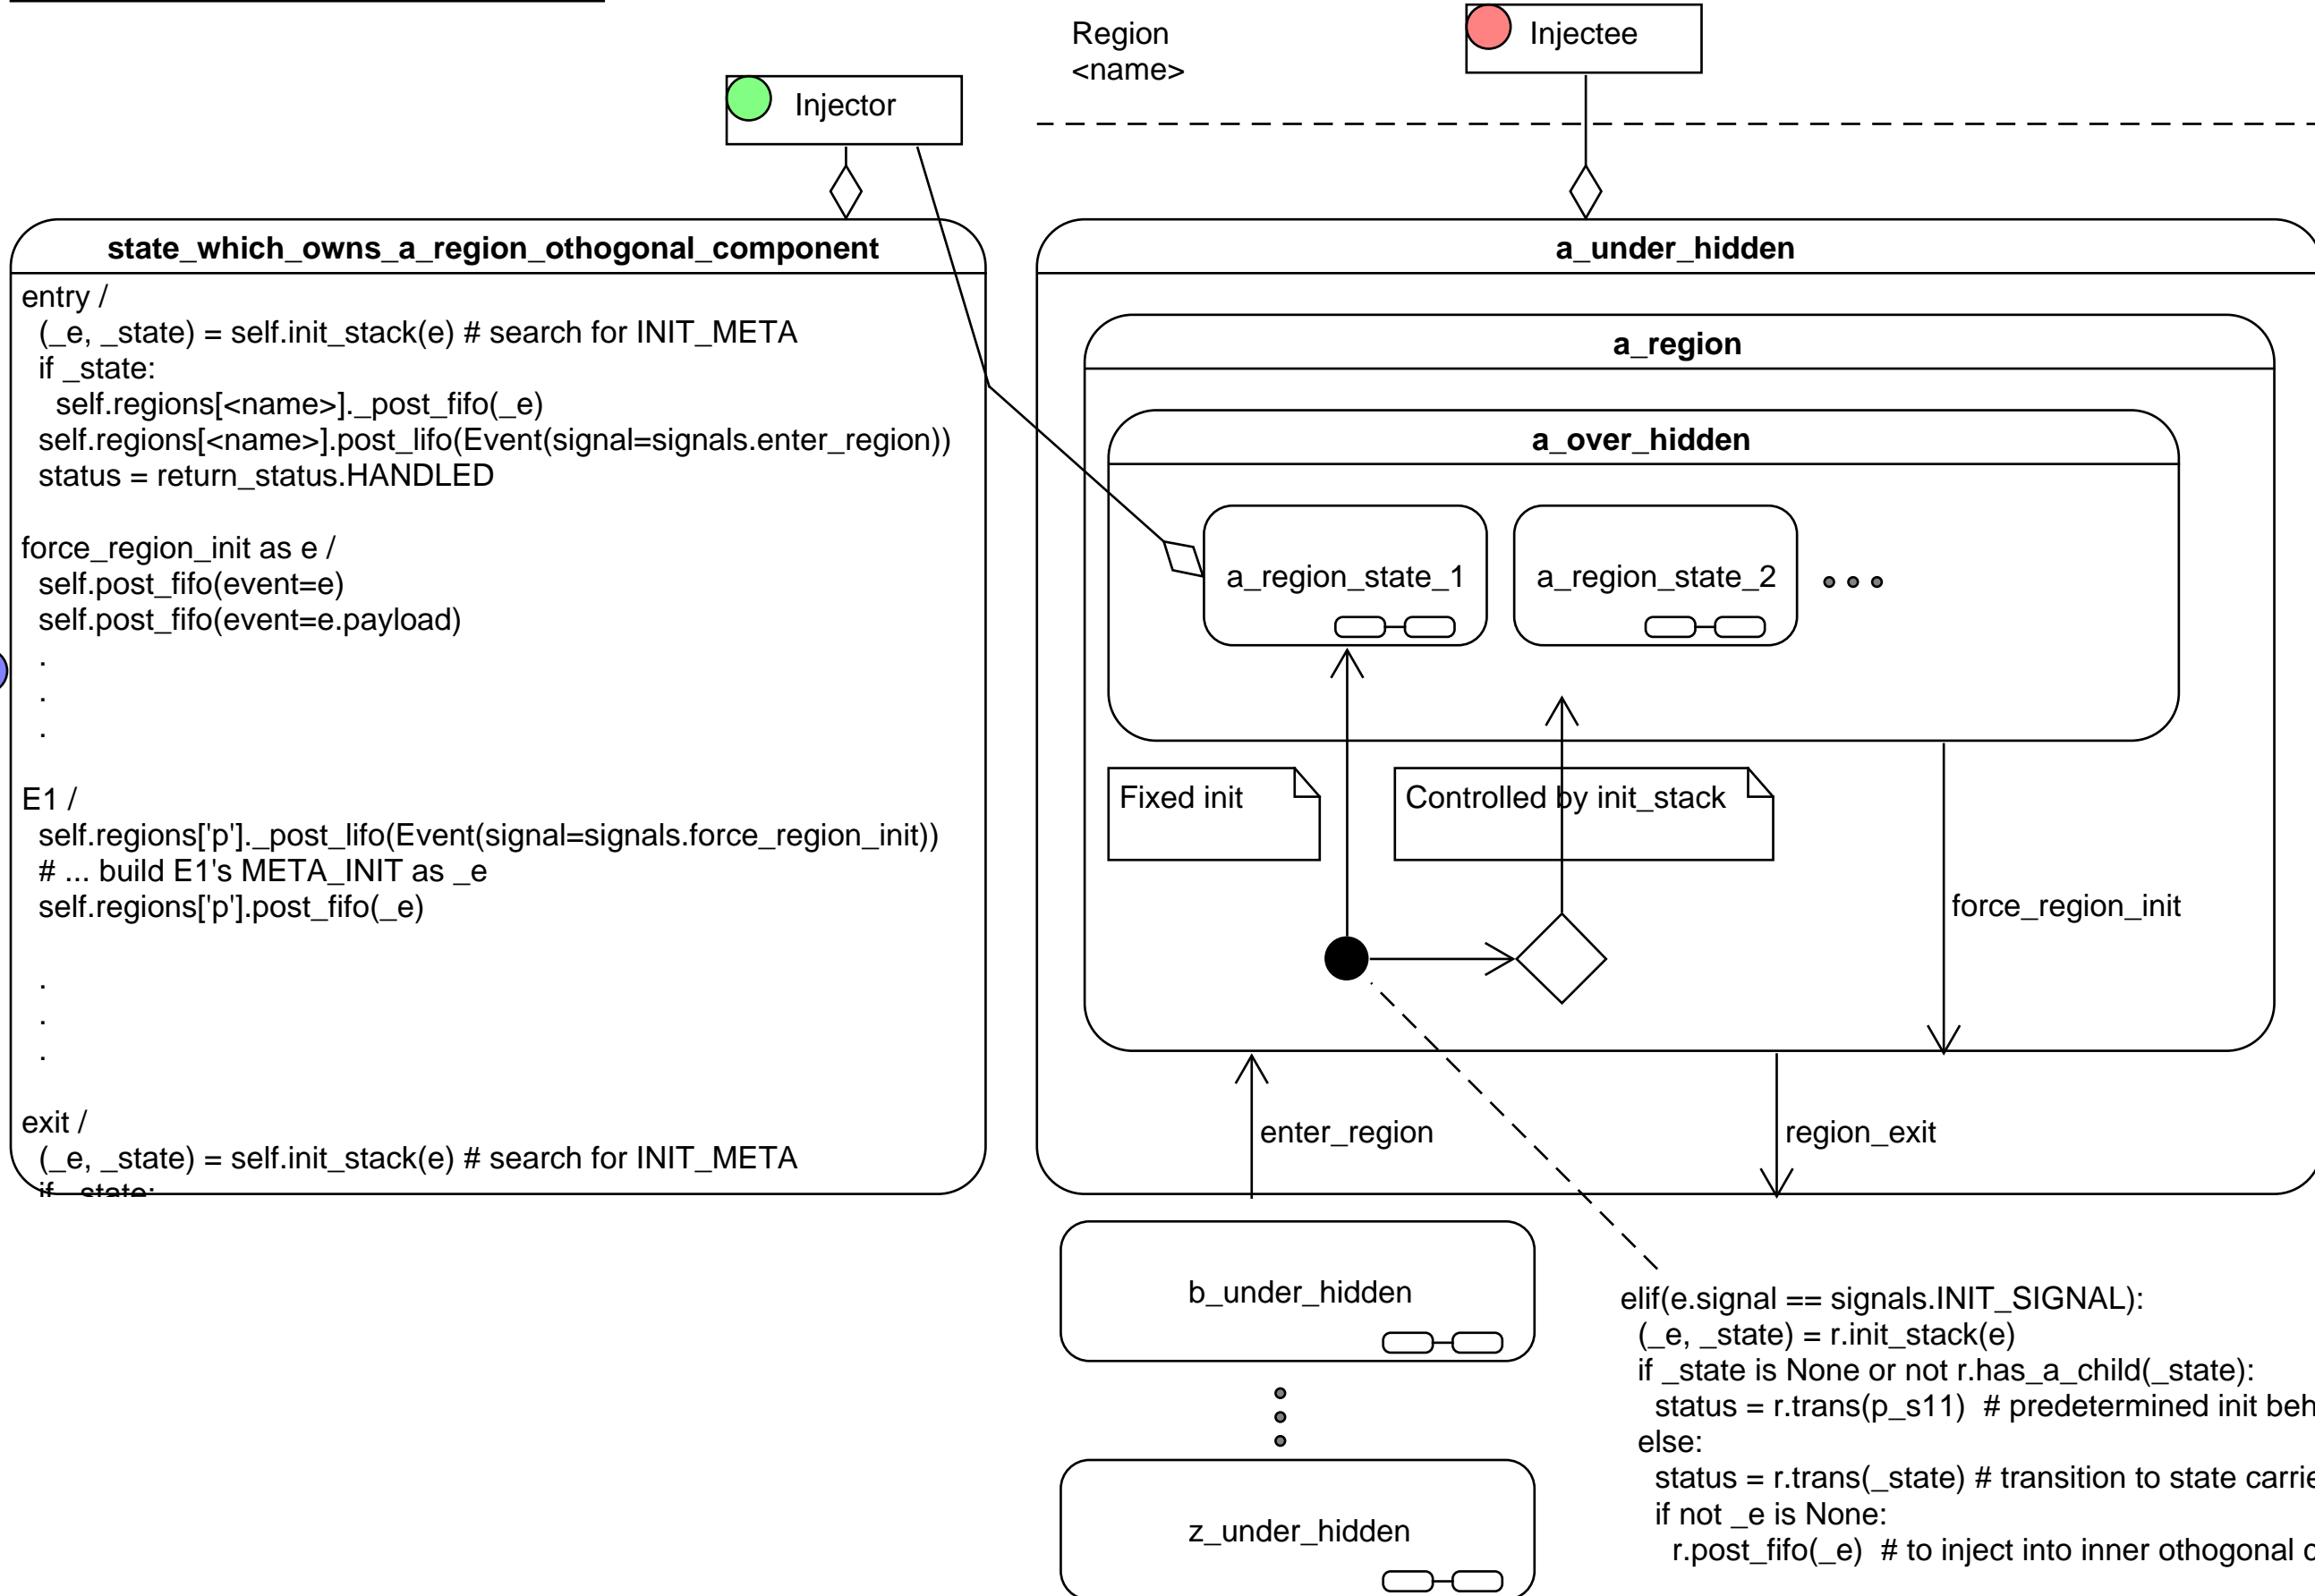 Region
<name>
Injectee
Injector
state_which_owns_a_region_othogonal_component
entry /
(_e, _state) = self.init_stack(e) # search for INIT_META
if _state:
self.regions[<name>]._post_fifo(_e)
self.regions[<name>].post_lifo(Event(signal=signals.enter_region))
status = return_status.HANDLED
force_region_init as e /
self.post_fifo(event=e)
self.post_fifo(event=e.payload)
.
.
.
E1 /
self.regions['p']._post_lifo(Event(signal=signals.force_region_init))
# ... build E1's META_INIT as _e
self.regions['p'].post_fifo(_e)
.
.
.
exit /
(_e, _state) = self.init_stack(e) # search for INIT_META
if _state:
a_under_hidden
a_region
a_over_hidden
a_region_state_1
a_region_state_2
Fixed init
Controlled by init_stack
force_region_init
enter_region
region_exit
b_under_hidden
z_under_hidden
elif(e.signal == signals.INIT_SIGNAL):
(_e, _state) = r.init_stack(e)
if _state is None or not r.has_a_child(_state):
status = r.trans(p_s11)  # predetermined init
else:
status = r.trans(_state) # transition to state
if not _e is None:
r.post_fifo(_e)  # to inject into inner othogonal